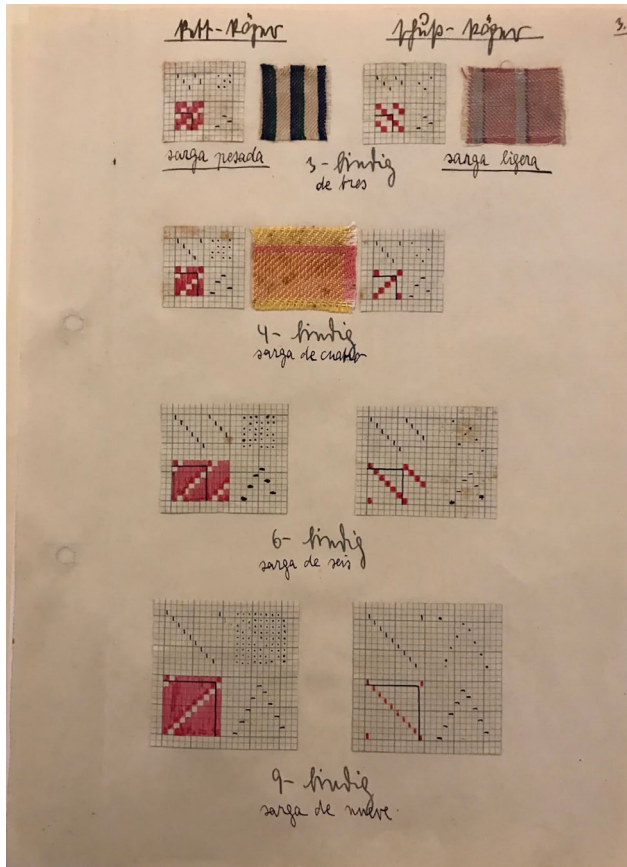 Kett-Köper
Schuß-Köper
3.
sarga pesada
3-bindig
sarga ligera
de tres
4-bindig
sarga de cuatro
6-bindig
sarga de seis
9-bindig
sarga de nueve.